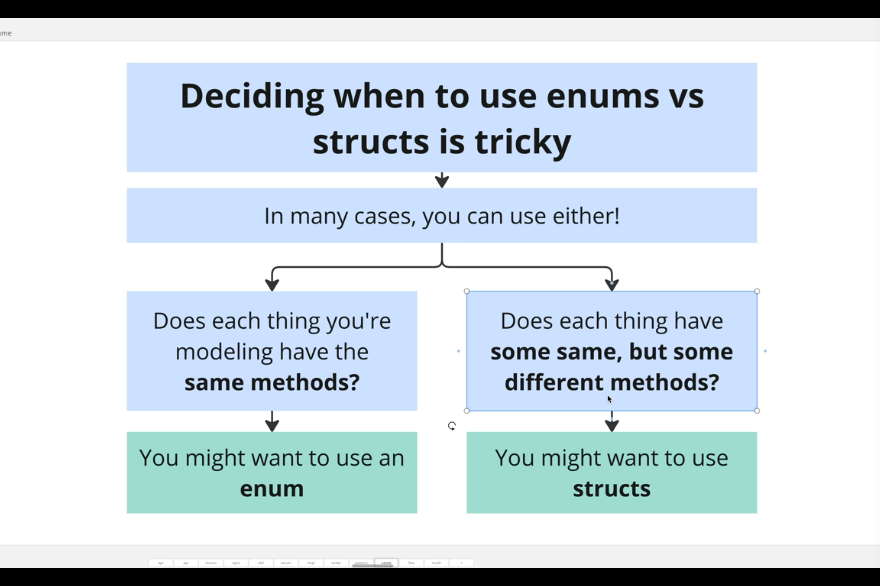 Deciding when to use enums vs
structs is tricky
In many cases, you can use either!
Does each thing you're
modeling have the
same methods?
Does each thing have
some same, but some
different methods?
You might want to use an
enum
You might want to use
structs